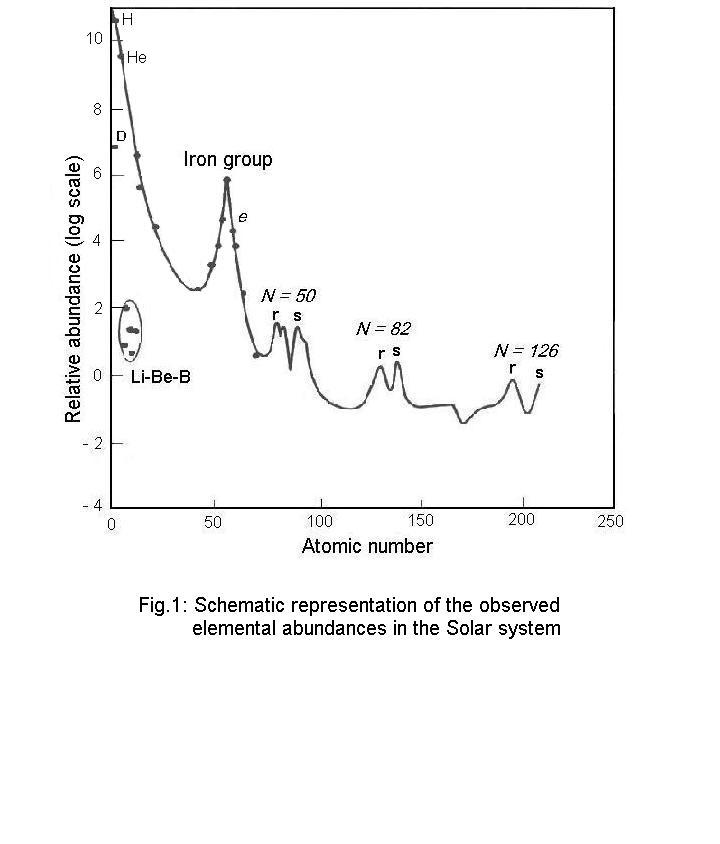 H
10
He
8
D
Iron group
6
e
4
N = 50
2
r s
N = 82
r s
N = 126
r s
0
Li-Be-B
- 2
- 4
Relative abundance (log scale)
0 50 100 150 200 250
Atomic number
Fig.1: Schematic representation of the observed
elemental abundances in the Solar system